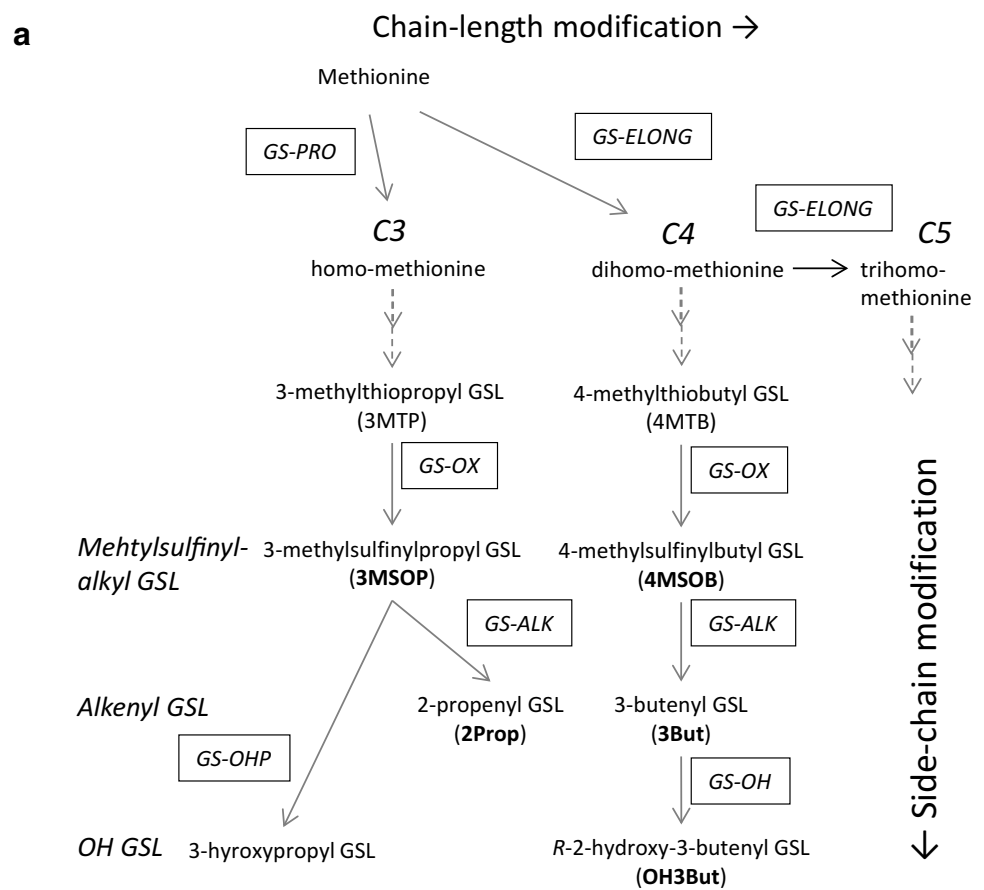 a
Chain-length modification →
Methionine
GS-PRO
GS-ELONG
GS-ELONG
C3
C4
C5
homo-methionine
dihomo-methionine
trihomo-
methionine
3-methylthiopropyl GSL
(3MTP)
4-methylthiobutyl GSL
(4MTB)
GS-OX
GS-OX
Mehtylsulfinyl-
alkyl GSL
3-methylsulfinylpropyl GSL
(3MSOP)
4-methylsulfinylbutyl GSL
(4MSOB)
GS-ALK
GS-ALK
Alkenyl GSL
2-propenyl GSL
(2Prop)
3-butenyl GSL
(3But)
GS-OHP
GS-OH
OH GSL
3-hyroxypropyl GSL
R-2-hydroxy-3-butenyl GSL
(OH3But)
← Side-chain modification